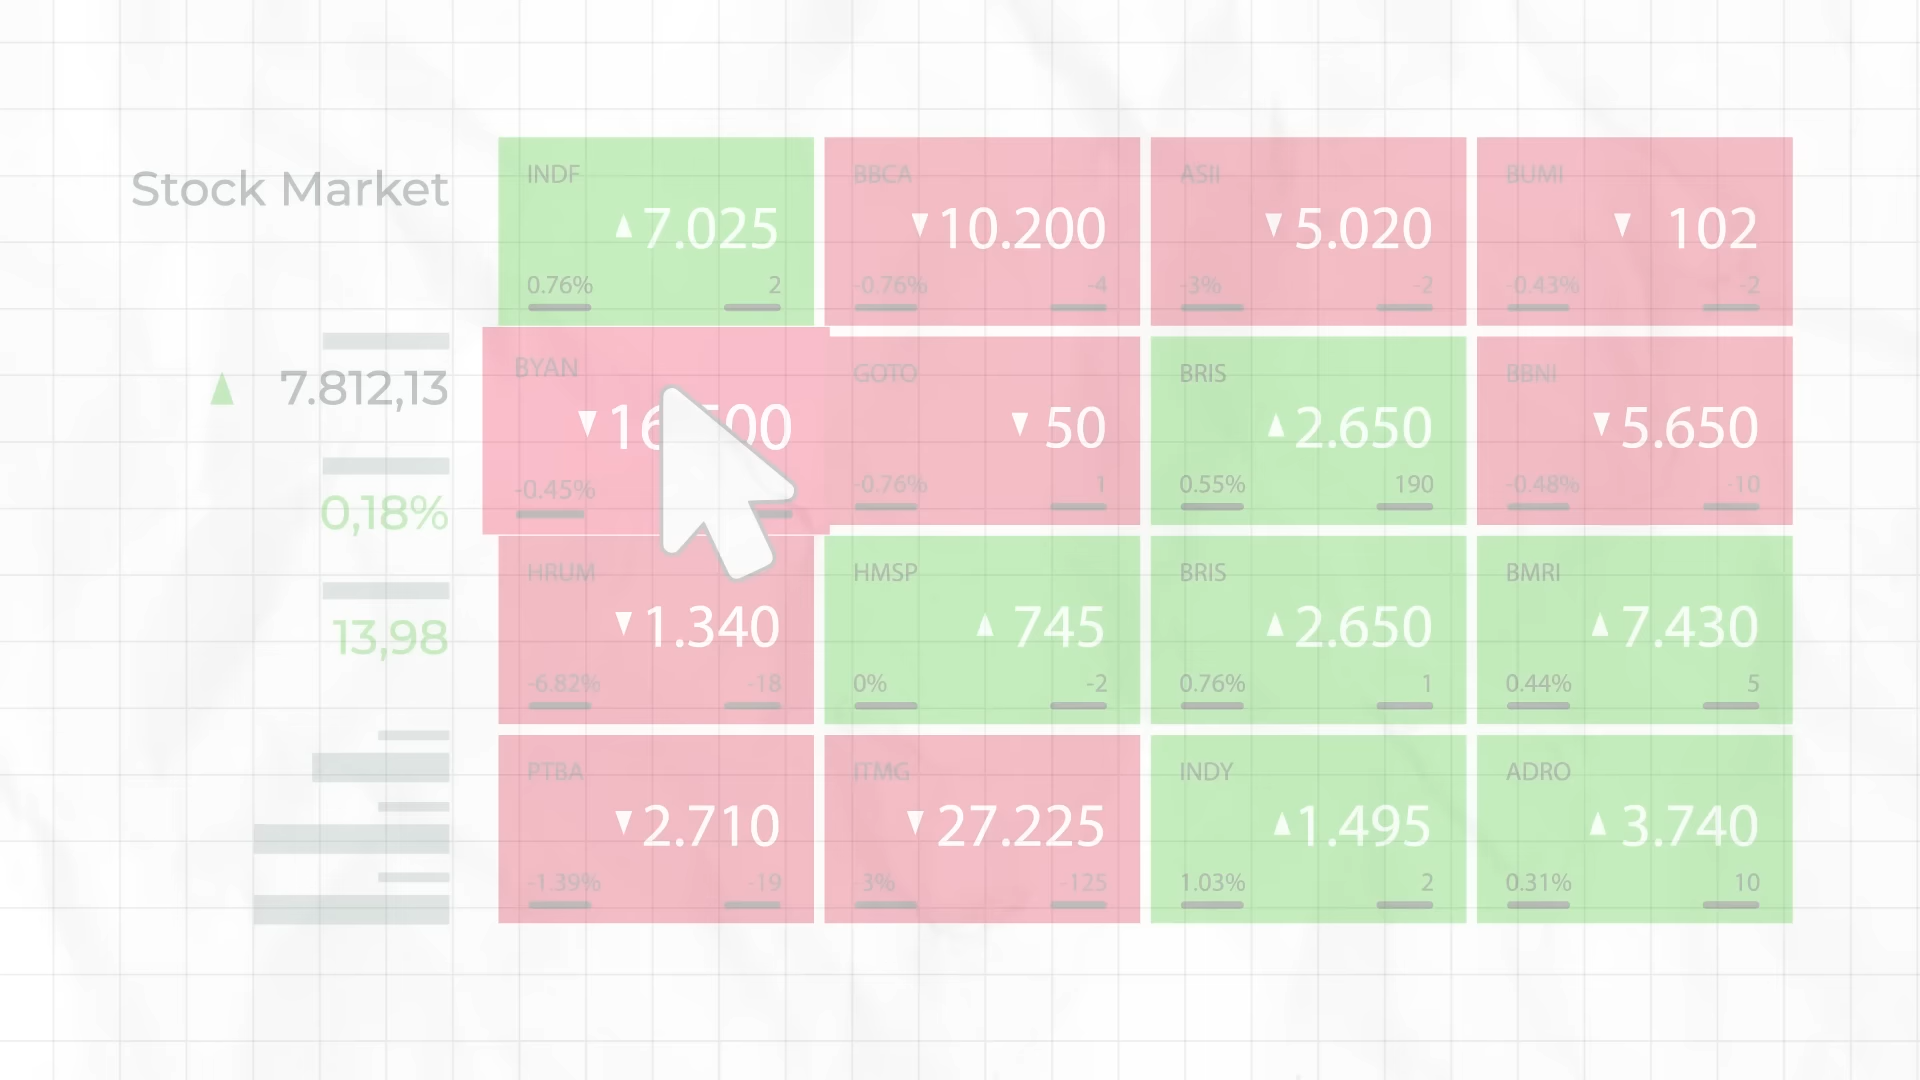 Stock Market
7.812,13
0,18%
13,98
INDF
7.025
0.76% 2
BBCA
10.200
-0.76% -4
ASII
5.020
-3% -2
BUMI
102
-0.43% -2
BYAN
-0.45%
GOTO
50
-0.76% 1
BRIS
2.650
0.55% 190
BBNI
5.650
-0.48% -10
HRUM
1.340
-6.82% -18
HMSP
745
0% -2
BRIS
2.650
0.76% 1
BMRI
7.430
0.44% 5
PTBA
2.710
-1.39% -19
ITMG
27.225
-3% -125
INDY
1.495
1.03% 2
ADRO
3.740
0.31% 10